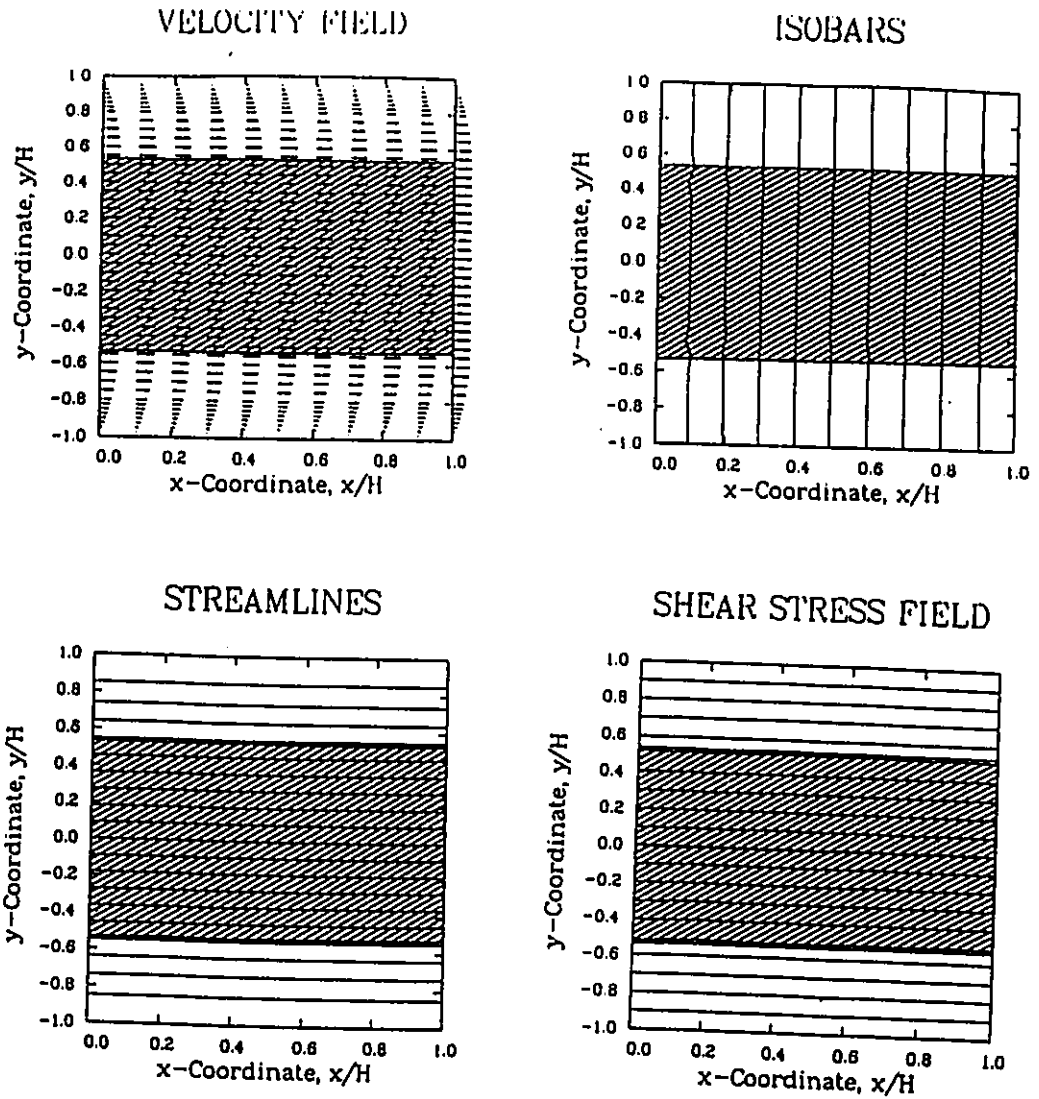 VELOCITY FIELD
1.0
0.8
0.6
0.4
0.2
0.0
-0.2
-0.4
-0.6
-0.8
-1.0
y-Coordinate, y/H
0.0 0.2 0.4 0.6 0.8 1.0
x-Coordinate, x/H
ISOBARS
1.0
0.8
0.6
0.4
0.2
0.0
-0.2
-0.4
-0.6
-0.8
-1.0
y-Coordinate, y/H
0.0 0.2 0.4 0.6 0.8 1.0
x-Coordinate, x/H
STREAMLINES
1.0
0.8
0.6
0.4
0.2
0.0
-0.2
-0.4
-0.6
-0.8
-1.0
y-Coordinate, y/H
0.0 0.2 0.4 0.6 0.8 1.0
x-Coordinate, x/H
SHEAR STRESS FIELD
1.0
0.8
0.6
0.4
0.2
0.0
-0.2
-0.4
-0.6
-0.8
-1.0
y-Coordinate, y/H
0.0 0.2 0.4 0.6 0.8 1.0
x-Coordinate, x/H